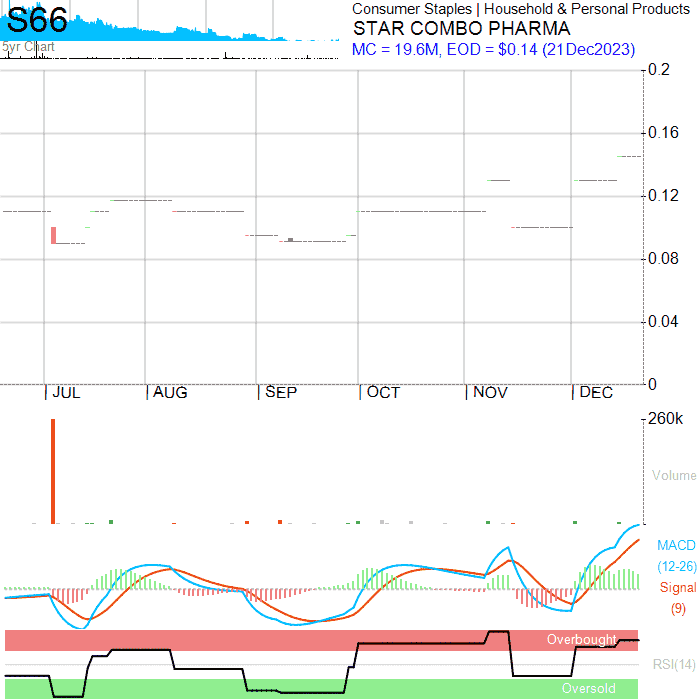 S66
5yr Chart
Consumer Staples | Household & Personal Products
STAR COMBO PHARMA
MC = 19.6M, EOD = $0.14 (21Dec2023)
0.2
0.16
0.12
0.08
0.04
0
JUL
AUG
SEP
OCT
NOV
DEC
260k
Volume
MACD
(12-26)
Signal
(9)
Overbought
RSI(14)
Oversold